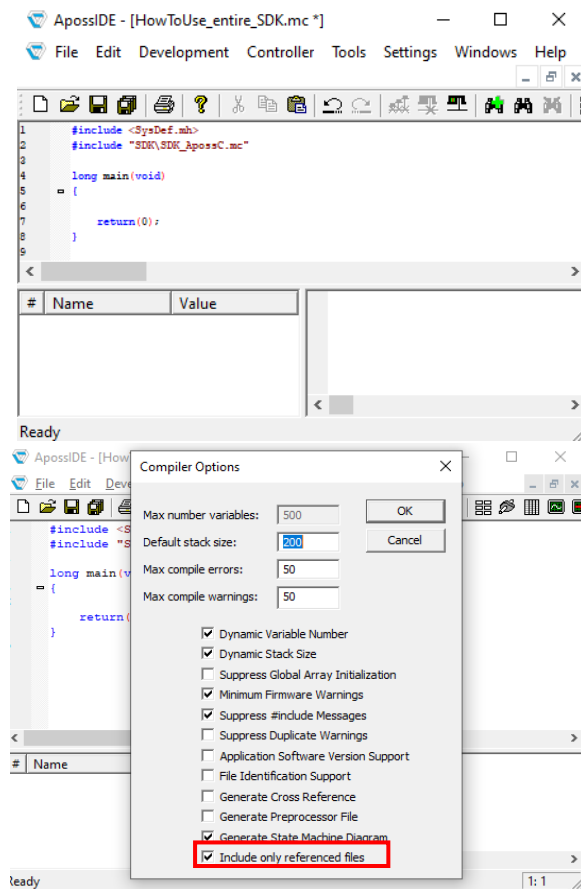 ApossIDE - [HowToUse_entire_SDK.mc *]
File Edit Development Controller Tools Settings Windows Help
1 #include <SysDef.mh>
2 #include "SDK\SDK_ApossC.mc"
3
4 long main(void)
5 {
6
7 return(0);
8 }
9
# Name Value
Ready
ApossIDE - [How
File Edit Deve
#include <S
#include "S
long main(v
{
return(
}
# Name
Ready
1: 1
Compiler Options
Max number variables: 500
OK
Default stack size: 200
Cancel
Max compile errors: 50
Max compile warnings: 50
Dynamic Variable Number
Dynamic Stack Size
Suppress Global Array Initialization
Minimum Firmware Warnings
Suppress #include Messages
Suppress Duplicate Warnings
Application Software Version Support
File Identification Support
Generate Cross Reference
Generate Preprocessor File
Generate State Machine Diagram
Include only referenced files